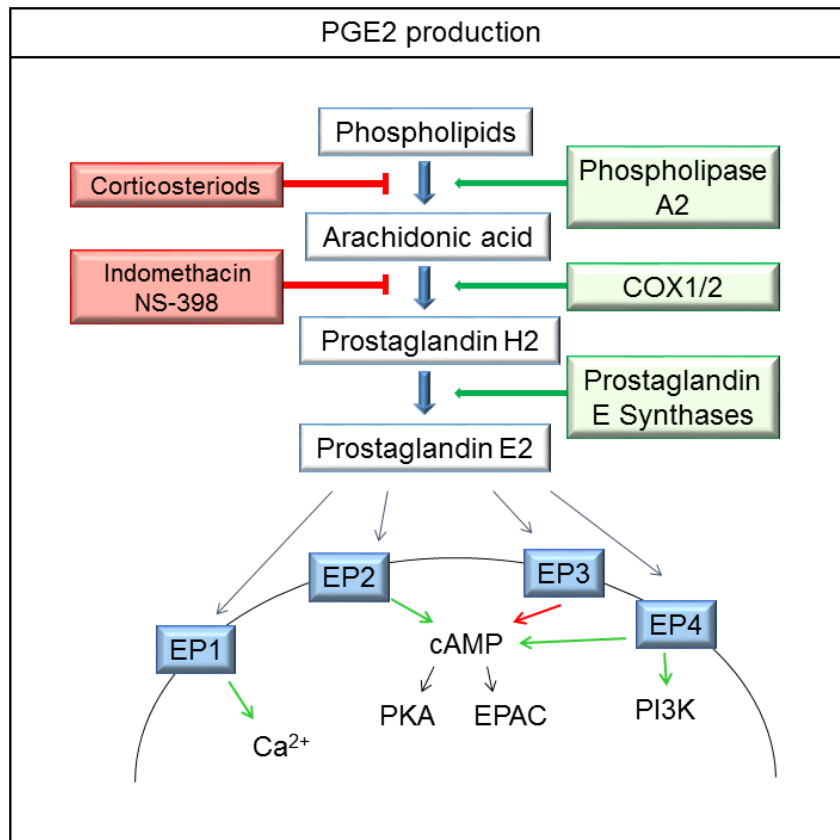 PGE2 production
Phospholipids
Corticosteriods
Phospholipase
A2
Arachidonic acid
Indomethacin
NS-398
COX1/2
Prostaglandin H2
Prostaglandin
E Synthases
Prostaglandin E2
EP1
EP2
EP3
EP4
cAMP
PKA
EPAC
PI3K
Ca²⁺